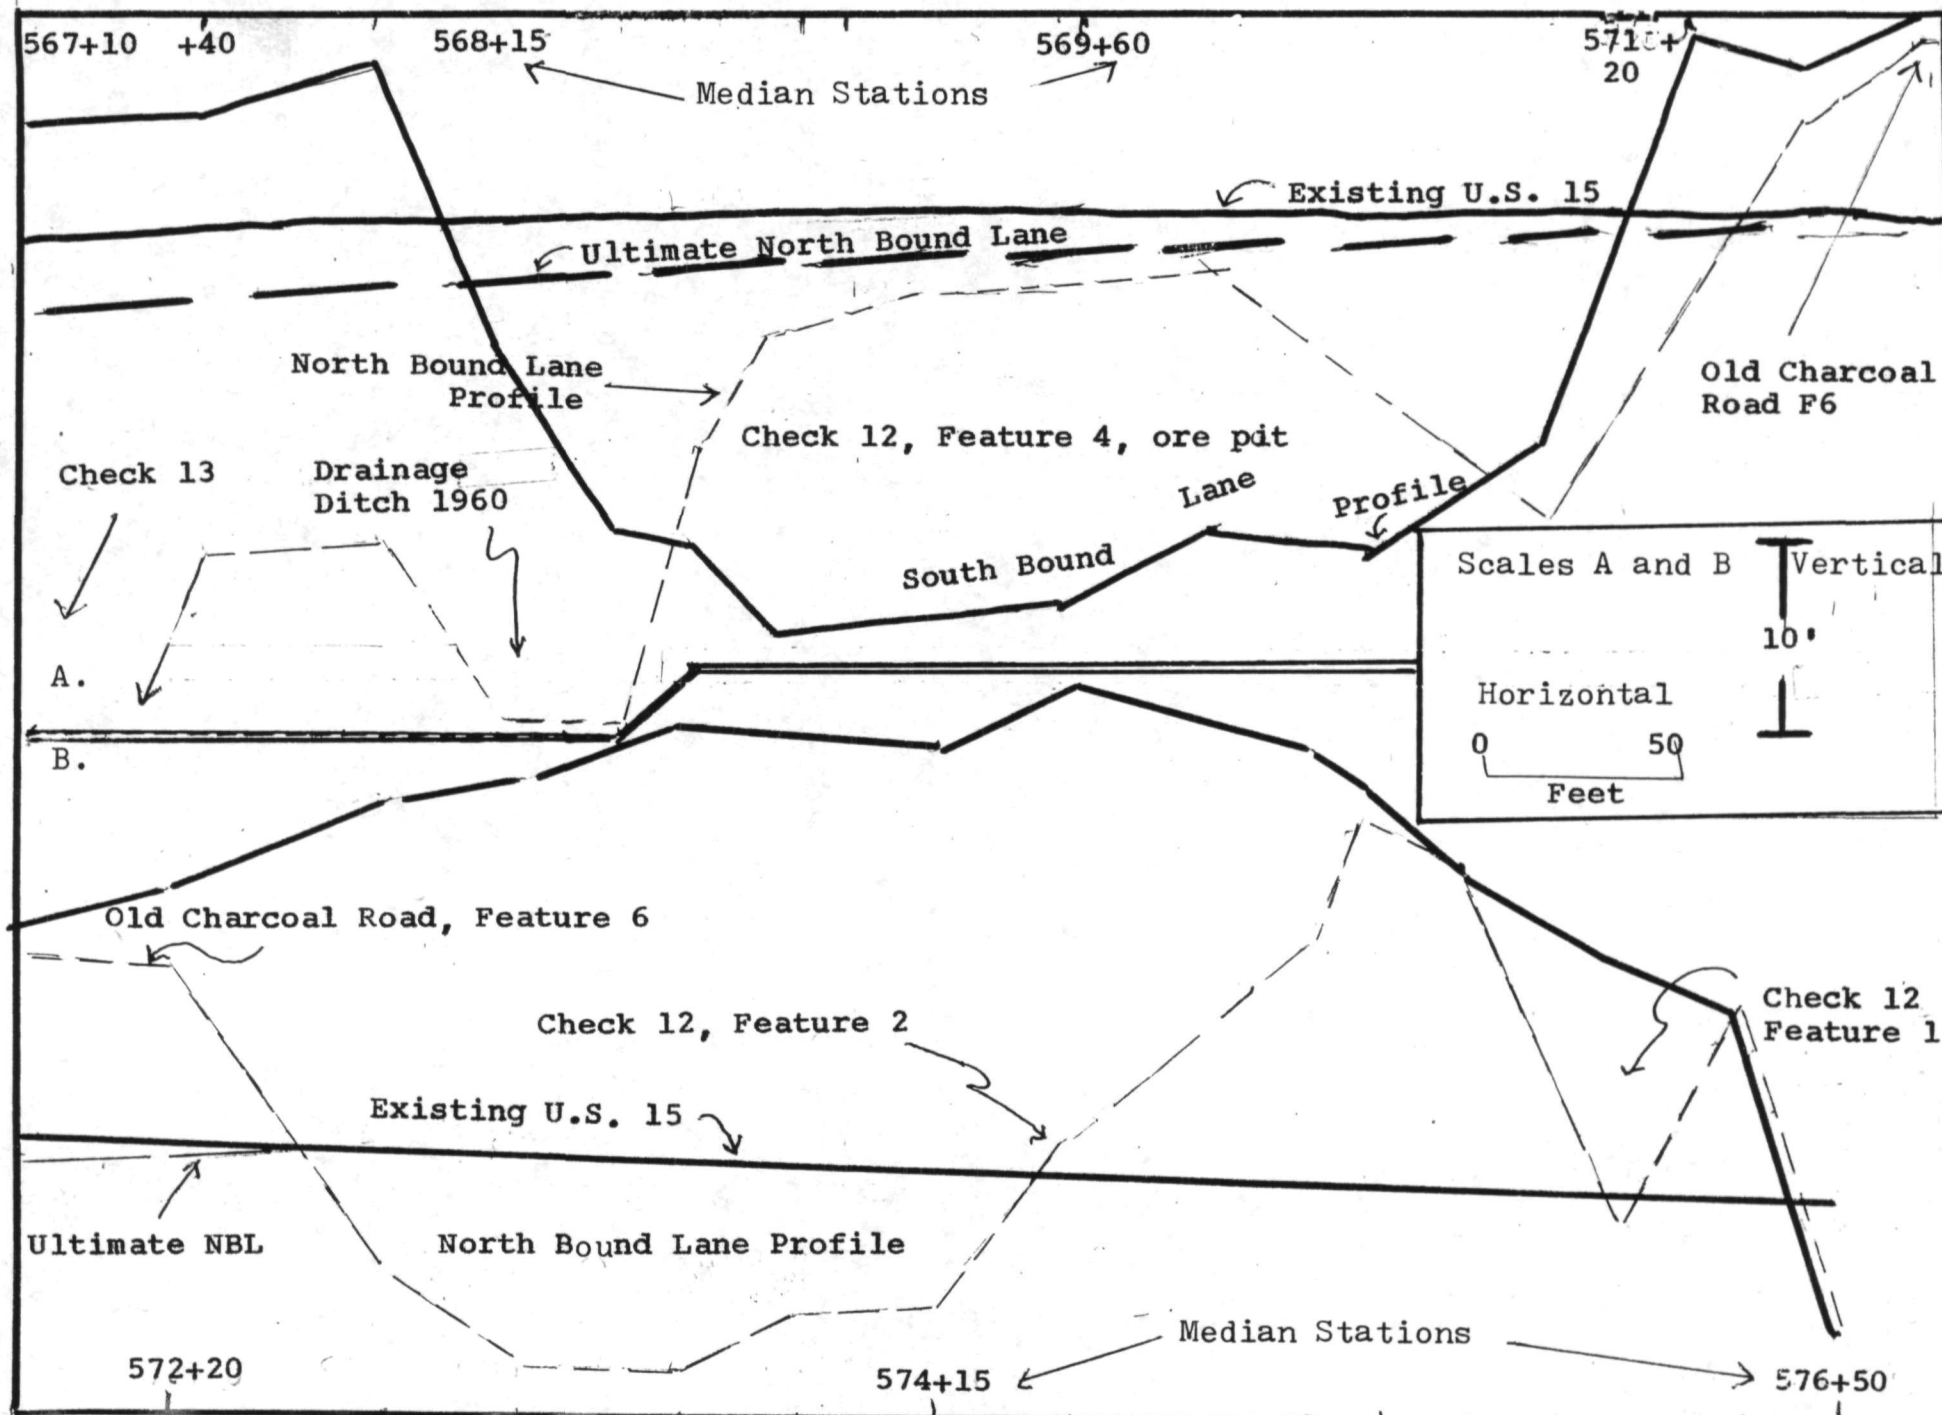 567+10 +40 568+15 569+60 571+
20
Median Stations
Existing U.S. 15
Ultimate North Bound Lane
North Bound Lane
Profile
Old Charcoal
Road F6
Check 12, Feature 4, ore pit
Check 13
Drainage
Ditch 1960
South Bound Lane Profile
Scales A and B Vertical
10'
Horizontal
0 50
Feet
A.
B.
Old Charcoal Road, Feature 6
Check 12, Feature 2
Check 12
Feature 1
Existing U.S. 15
Ultimate NBL
North Bound Lane Profile
Median Stations
572+20 574+15 576+50